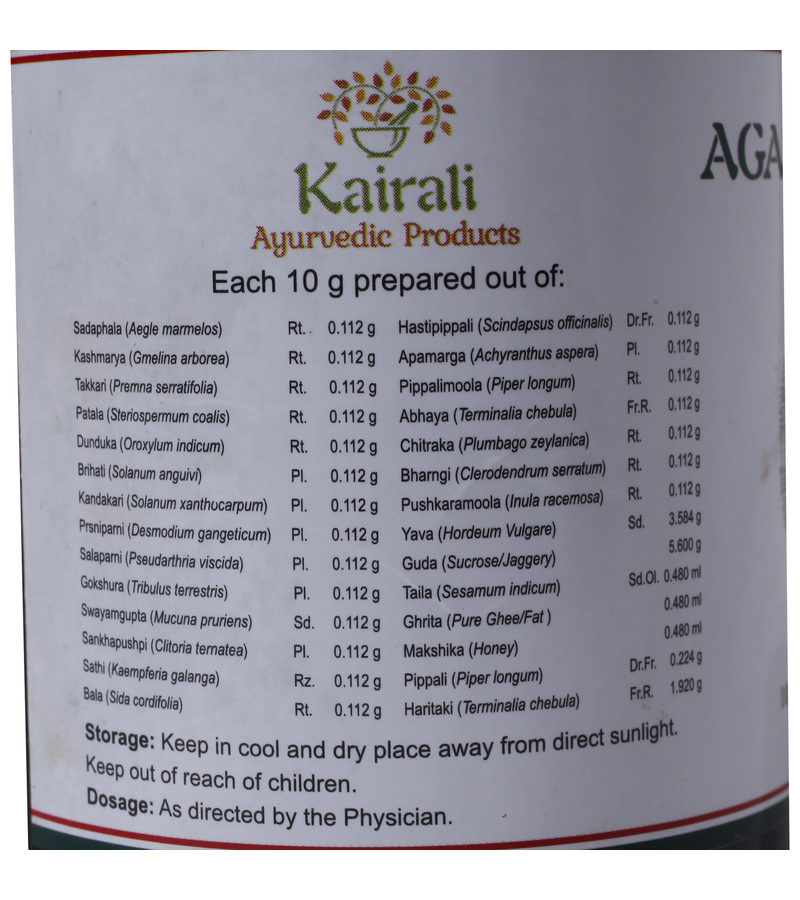 Kairali
Ayurvedic Products
AGA
Each 10 g prepared out of:
Sadaphala (Aegle marmelos) Rt. 0.112 g
Kashmarya (Gmelina arborea) Rt. 0.112 g
Takkari (Premna serratifolia) Rt. 0.112 g
Patala (Steriospermum coalis) Rt. 0.112 g
Dunduka (Oroxylum indicum) Rt. 0.112 g
Brihati (Solanum anguivi) Pl. 0.112 g
Kandakari (Solanum xanthocarpum) Pl. 0.112 g
Prsniparni (Desmodium gangeticum) Pl. 0.112 g
Salaparni (Pseudarthria viscida) Pl. 0.112 g
Gokshura (Tribulus terrestris) Pl. 0.112 g
Swayamgupta (Mucuna pruriens) Sd. 0.112 g
Sankhapushpi (Clitoria ternatea) Pl. 0.112 g
Sathi (Kaempferia galanga) Rz. 0.112 g
Bala (Sida cordifolia) Rt. 0.112 g
Hastipippali (Scindapsus officinalis) Dr.Fr. 0.112 g
Apamarga (Achyranthus aspera) Pl. 0.112 g
Pippalimoola (Piper longum) Rt. 0.112 g
Abhaya (Terminalia chebula) Fr.R. 0.112 g
Chitraka (Plumbago zeylanica) Rt. 0.112 g
Bharngi (Clerodendrum serratum) Rt. 0.112 g
Pushkaramoola (Inula racemosa) Rt. 0.112 g
Yava (Hordeum Vulgare) Sd. 3.584 g
Guda (Sucrose/Jaggery) 5.600 g
Taila (Sesamum indicum) Sd.Ol. 0.480 ml
Ghrita (Pure Ghee/Fat ) 0.480 ml
Makshika (Honey) 0.480 ml
Pippali (Piper longum) Dr.Fr. 0.224 g
Haritaki (Terminalia chebula) Fr.R. 1.920 g
Storage: Keep in cool and dry place away from direct sunlight.
Keep out of reach of children.
Dosage: As directed by the Physician.